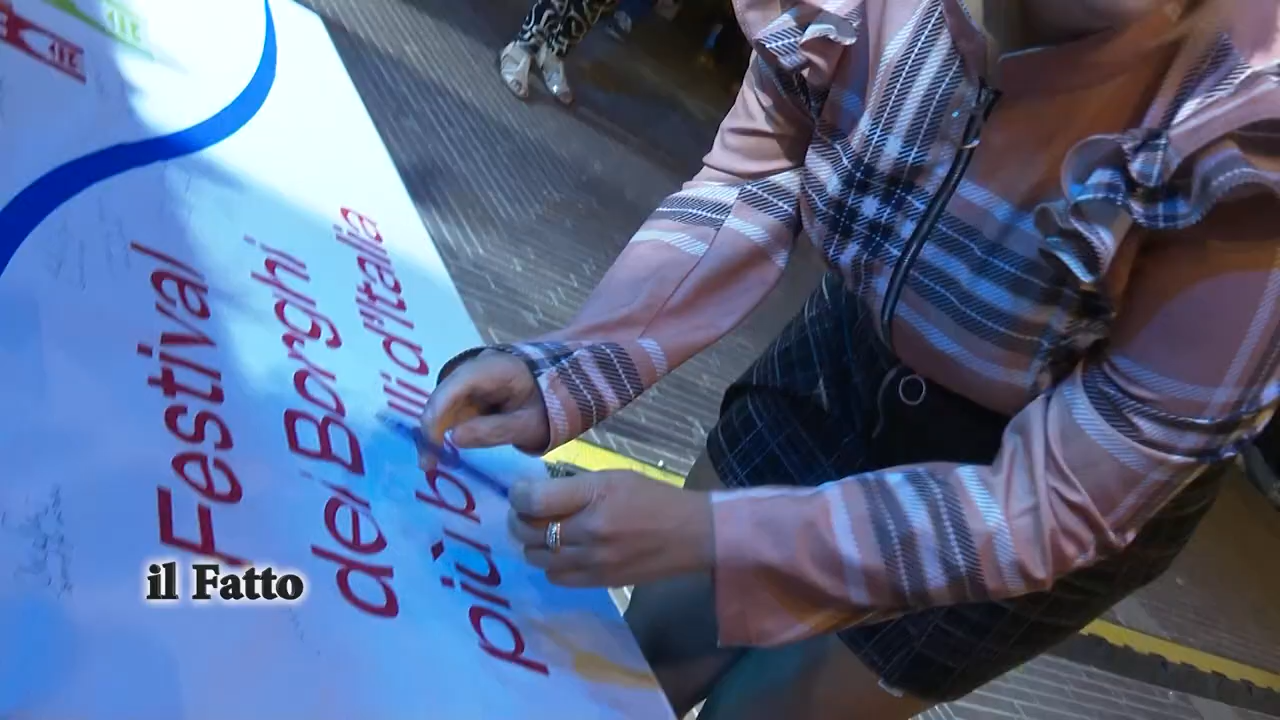 Festival
dei Borghi
più belli d'Italia
il Fatto